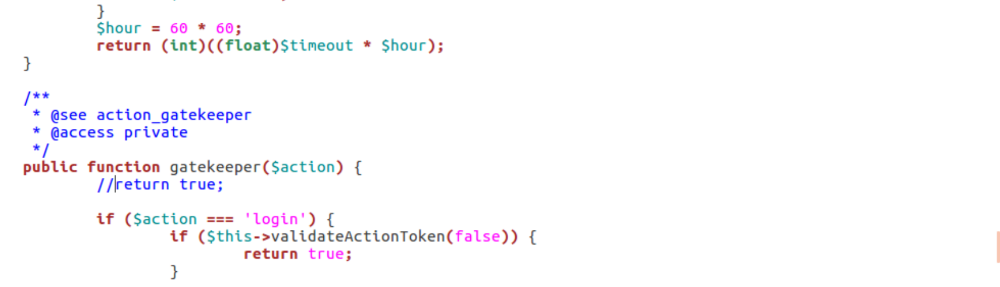 }
$hour = 60 * 60;
return (int)((float)$timeout * $hour);
}
/**
* @see action_gatekeeper
* @access private
*/
public function gatekeeper($action) {
//return true;
if ($action === 'login') {
if ($this->validateActionToken(false)) {
return true;
}